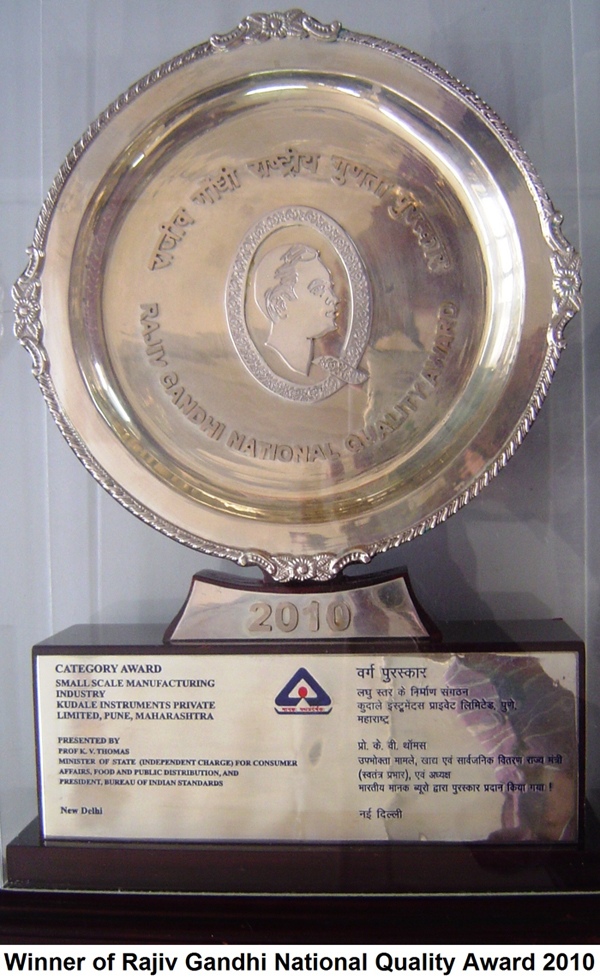 राजीव गांधी राष्ट्रीय गुणता पुरस्कार
RAJIV GANDHI NATIONAL QUALITY AWARD
2010
CATEGORY AWARD
SMALL SCALE MANUFACTURING
INDUSTRY
KUDALE INSTRUMENTS PRIVATE
LIMITED, PUNE, MAHARASHTRA
PRESENTED BY
PROF K. V. THOMAS
MINISTER OF STATE (INDEPENDENT CHARGE) FOR CONSUMER
AFFAIRS, FOOD AND PUBLIC DISTRIBUTION, AND
PRESIDENT, BUREAU OF INDIAN STANDARDS
New Delhi
वर्ग पुरस्कार
लघु स्तर के निर्माण संगठन
कुदाले इंस्ट्रूमेंट्स प्राइवेट लिमिटेड, पुणे,
महाराष्ट्र
प्रो. के. वी. थॉमस
उपभोक्ता मामले, खाद्य एवं सार्वजनिक वितरण राज्य मंत्री
(स्वतंत्र प्रभार), एवं अध्यक्ष
भारतीय मानक ब्यूरो द्वारा पुरस्कार प्रदान किया गया !
नई दिल्ली
Winner of Rajiv Gandhi National Quality Award 2010